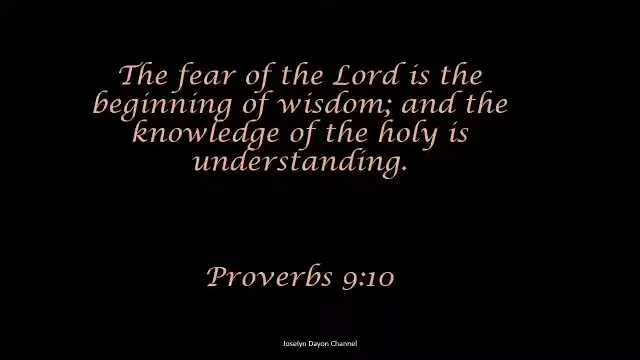 The fear of the Lord is the
beginning of wisdom; and the
knowledge of the holy is
understanding.
Proverbs 9:10
Joselyn Dayon Channel